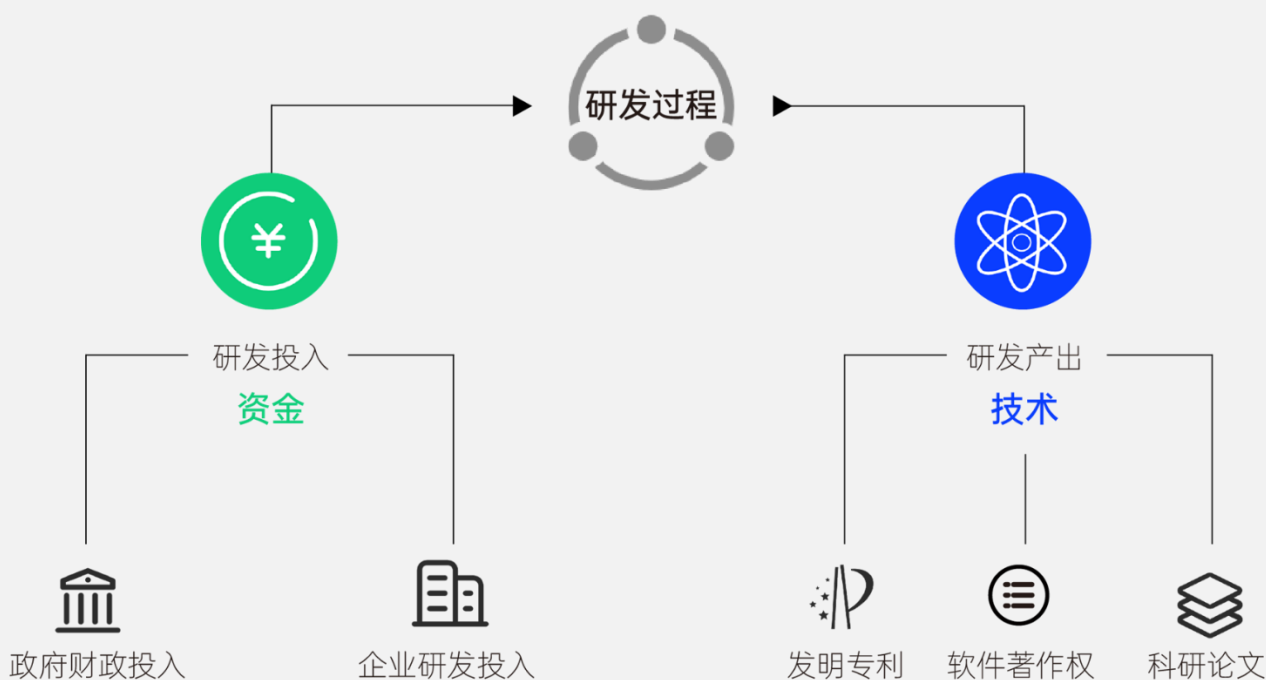 研发过程
¥
研发投入
资金
研发产出
技术
政府财政投入
企业研发投入
发明专利
软件著作权
科研论文